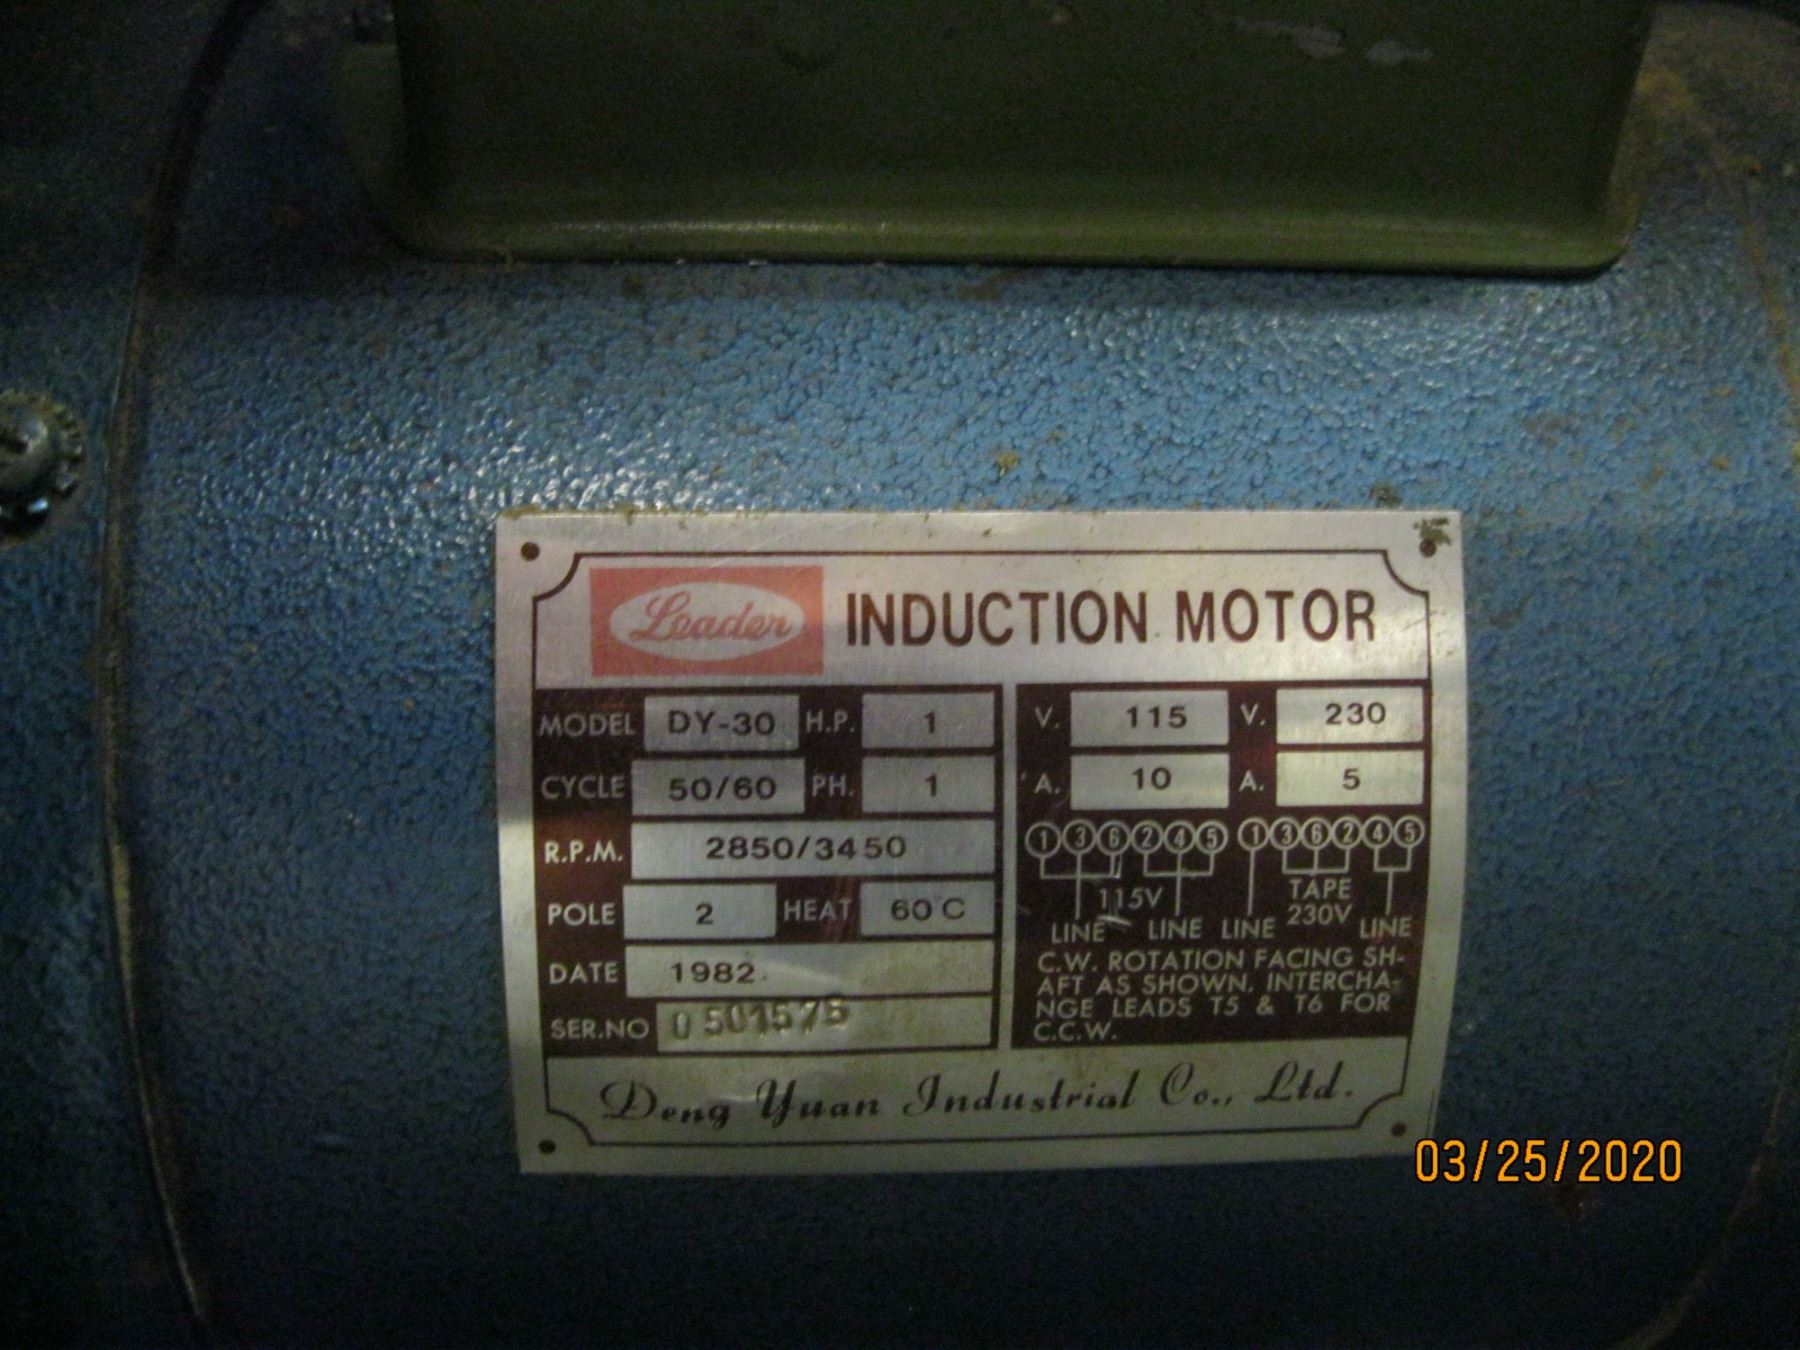 Leader INDUCTION MOTOR
MODEL DY-30 H.P. 1
CYCLE 50/60 PH. 1
R.P.M. 2850/3450
POLE 2 HEAT 60°C
DATE 1982.
SER.NO 0501575
V. 115 V. 230
A. 10 A. 5
1 3 6 2 4 5 1 3 6 2 4 5
115V TAPE
230V
LINE LINE LINE LINE
C.W. ROTATION FACING SH-
AFT AS SHOWN. INTERCHA-
NGE LEADS T5 & T6 FOR
C.C.W.
Deng Yuan Industrial Co., Ltd.
03/25/2020